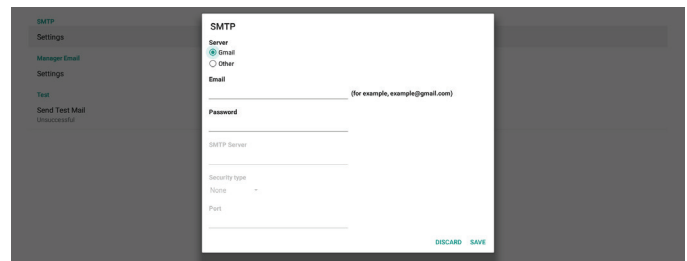 SMTP
Settings
Manager Email
Settings
Test
Send Test Mail
Unsuccessful
SMTP
Server
Gmail
Other
Email
(for example, example@gmail.com)
Password
SMTP Server
Security type
None
Port
DISCARD SAVE